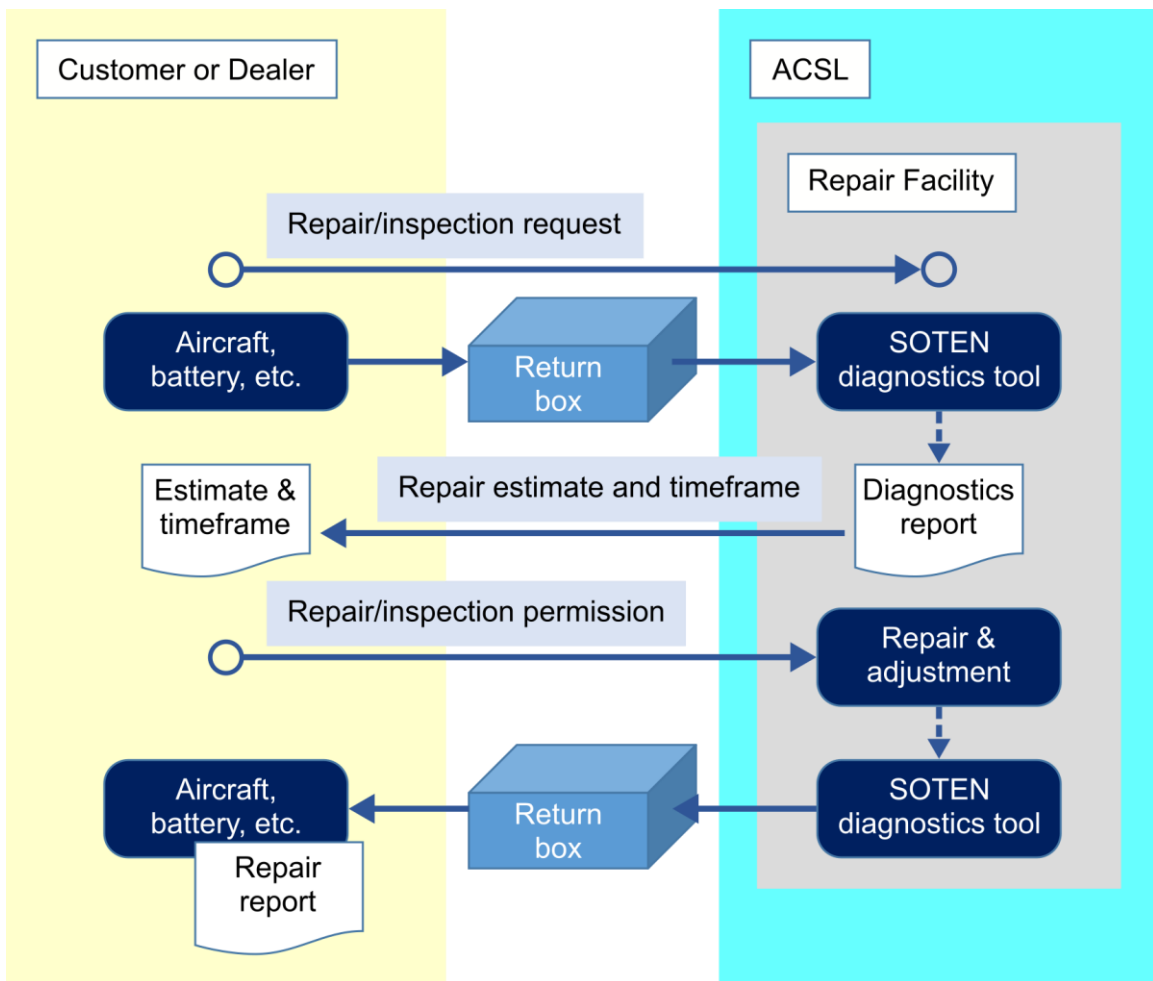 Customer or Dealer
ACSL
Repair Facility
Repair/inspection request
Aircraft,
battery, etc.
Return
box
SOTEN
diagnostics tool
Estimate &
timeframe
Repair estimate and timeframe
Diagnostics
report
Repair/inspection permission
Repair &
adjustment
Aircraft,
battery, etc.
Repair
report
Return
box
SOTEN
diagnostics tool